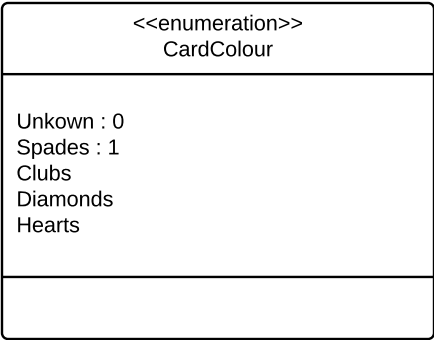 <<enumeration>>
CardColour
Unkown : 0
Spades : 1
Clubs
Diamonds
Hearts